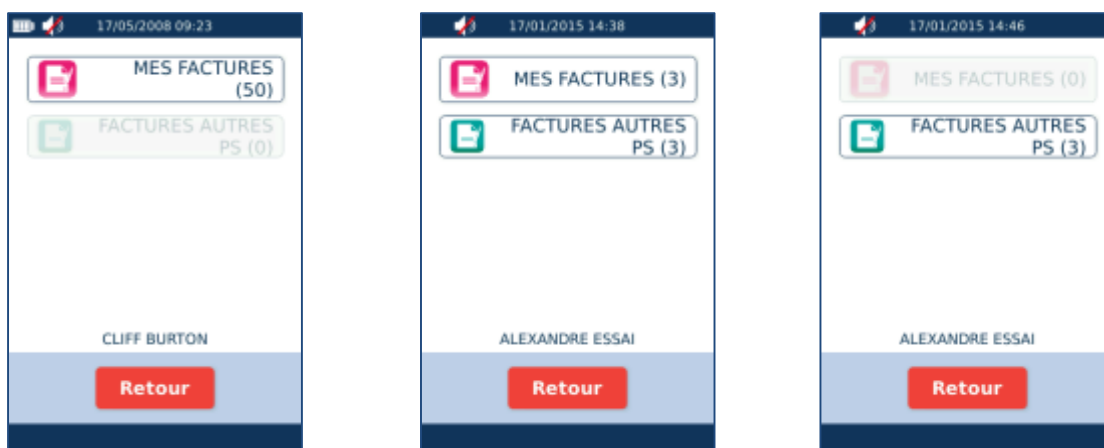 17/05/2008 09:23
MES FACTURES
(50)
FACTURES AUTRES
PS (0)
CLIFF BURTON
Retour
17/01/2015 14:38
MES FACTURES (3)
FACTURES AUTRES
PS (3)
ALEXANDRE ESSAI
Retour
17/01/2015 14:46
MES FACTURES (0)
FACTURES AUTRES
PS (3)
ALEXANDRE ESSAI
Retour